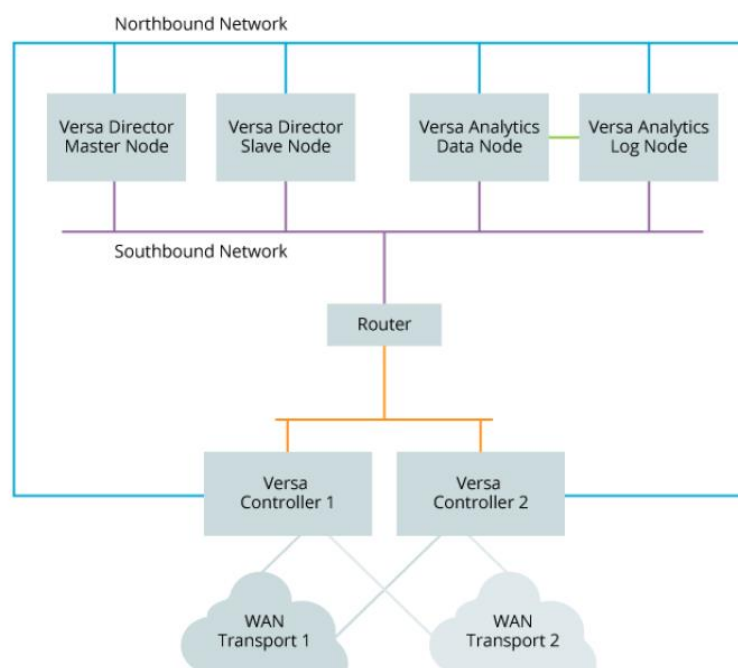 Northbound Network
Versa Director
Master Node
Versa Director
Slave Node
Versa Analytics
Data Node
Versa Analytics
Log Node
Southbound Network
Router
Versa
Controller 1
Versa
Controller 2
WAN
Transport 1
WAN
Transport 2